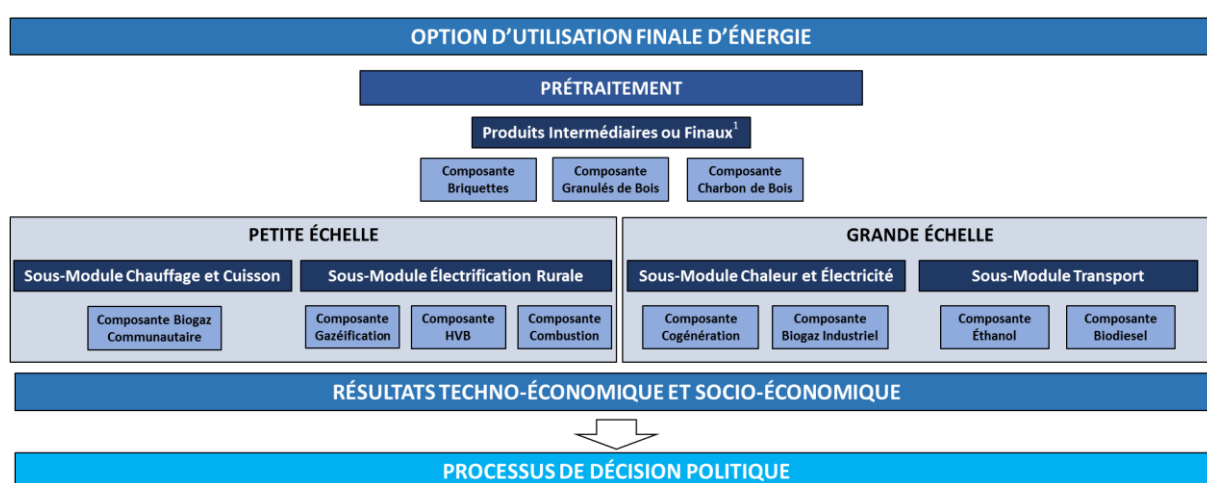 OPTION D'UTILISATION FINALE D'ÉNERGIE
PRÉTRAITEMENT
Produits Intermédiaires ou Finaux¹
Composante
Briquettes
Composante
Granulés de Bois
Composante
Charbon de Bois
PETITE ÉCHELLE
Sous-Module Chauffage et Cuisson
Sous-Module Électrification Rurale
Composante Biogaz
Communautaire
Composante
Gazéification
Composante
HVB
Composante
Combustion
GRANDE ÉCHELLE
Sous-Module Chaleur et Électricité
Sous-Module Transport
Composante
Cogénération
Composante
Biogaz Industriel
Composante
Éthanol
Composante
Biodiesel
RÉSULTATS TECHNO-ÉCONOMIQUE ET SOCIO-ÉCONOMIQUE
PROCESSUS DE DÉCISION POLITIQUE